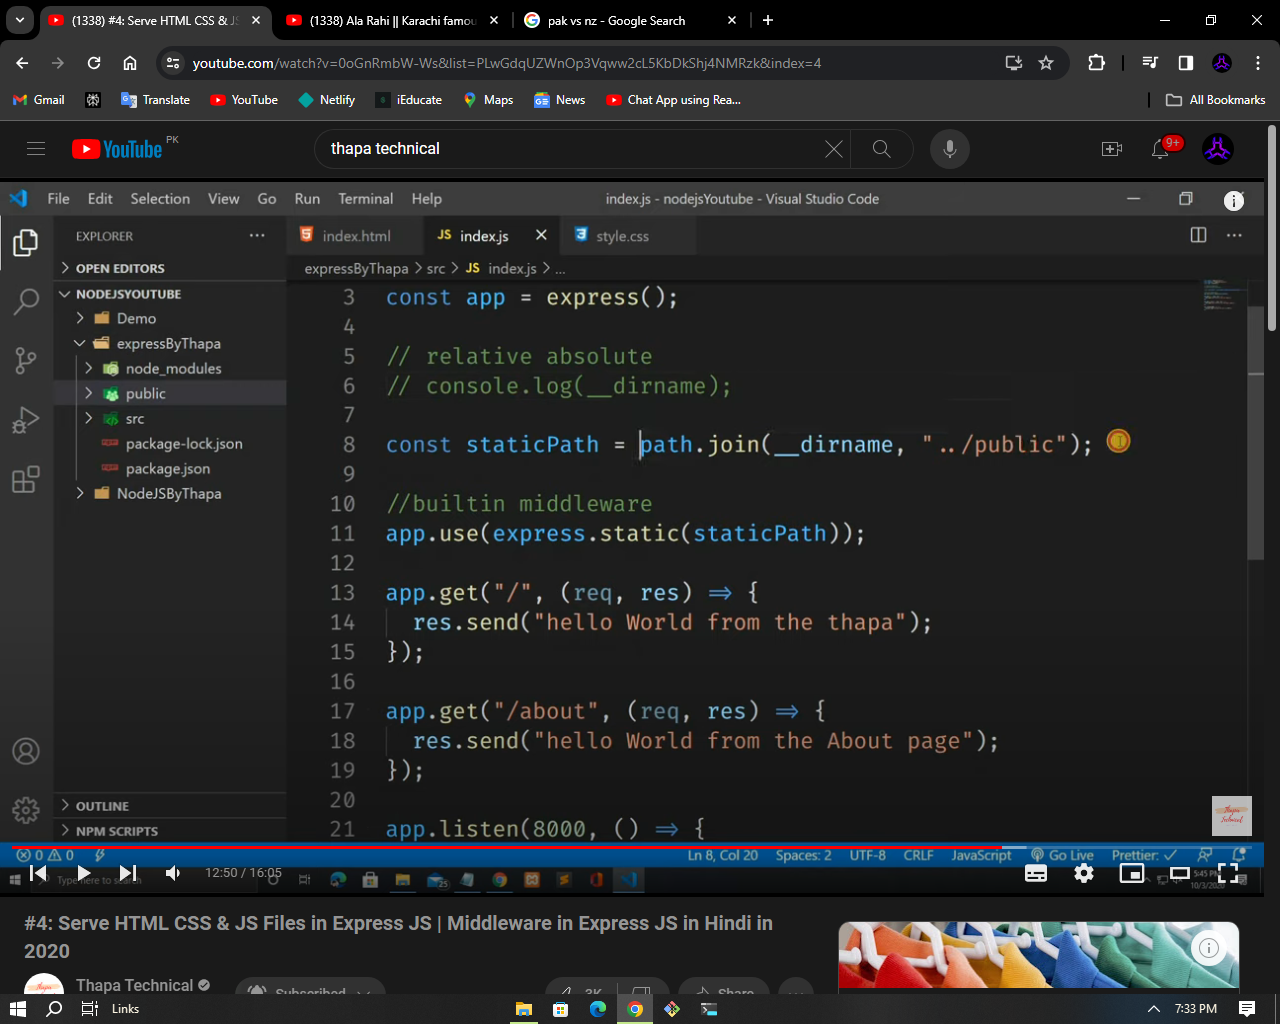 (1338) #4: Serve HTML CSS & JS
(1338) Ala Rahi || Karachi famou
pak vs nz - Google Search
youtube.com/watch?v=0oGnRmbW-Ws&list=PLwGdqUZWnOp3Vqww2cL5KbDkShj4NMRzk&index=4
Gmail
Translate
YouTube
Netlify
iEducate
Maps
News
Chat App using Rea...
All Bookmarks
YouTube PK
thapa technical
9+
File Edit Selection View Go Run Terminal Help
index.js - nodejsYoutube - Visual Studio Code
EXPLORER
index.html
JS index.js
style.css
OPEN EDITORS
expressByThapa > src > JS index.js > ...
NODEJSYOUTUBE
Demo
expressByThapa
node_modules
public
src
package-lock.json
package.json
NodeJSByThapa
OUTLINE
NPM SCRIPTS
3 const app = express();
4
5 // relative absolute
6 // console.log(__dirname);
7
8 const staticPath = path.join(__dirname, "../public");
9
10 //builtin middleware
11 app.use(express.static(staticPath));
12
13 app.get("/", (req, res) => {
14 res.send("hello World from the thapa");
15 });
16
17 app.get("/about", (req, res) => {
18 res.send("hello World from the About page");
19 });
20
21 app.listen(8000, () => {
0 0
Ln 8, Col 20 Spaces: 2 UTF-8 CRLF JavaScript Go Live Prettier:
12:50 / 16:05
Type here to search
25
5:45 PM
10/3/2020
#4: Serve HTML CSS & JS Files in Express JS | Middleware in Express JS in Hindi in
2020
Thapa Technical
Subscribed
3K
Share
Links
7:33 PM